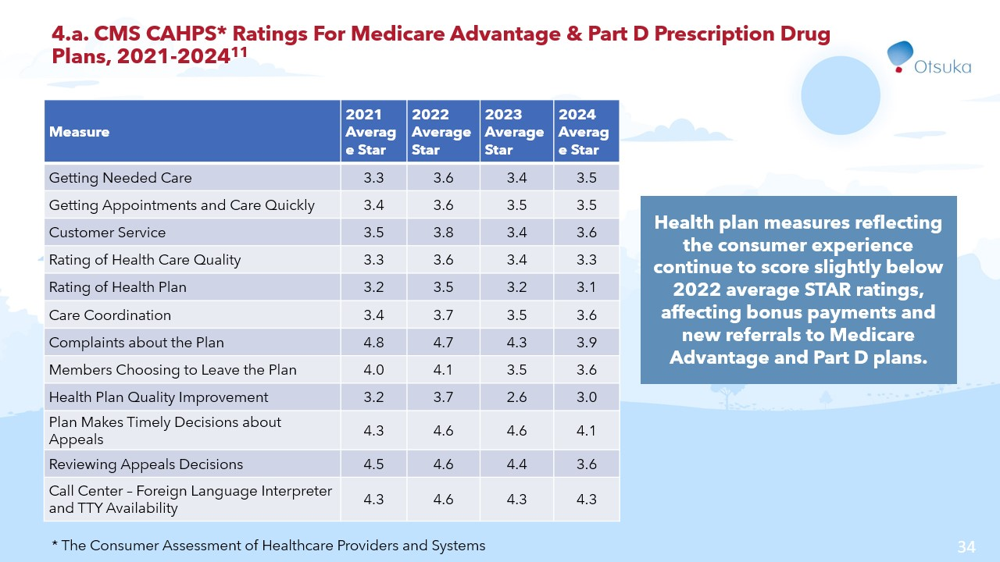 4.a. CMS CAHPS* Ratings For Medicare Advantage & Part D Prescription Drug
Plans, 2021-2024¹¹
Otsuka
Measure 2021 Averag e Star 2022 Average Star 2023 Average Star 2024 Averag e Star
Getting Needed Care 3.3 3.6 3.4 3.5
Getting Appointments and Care Quickly 3.4 3.6 3.5 3.5
Customer Service 3.5 3.8 3.4 3.6
Rating of Health Care Quality 3.3 3.6 3.4 3.3
Rating of Health Plan 3.2 3.5 3.2 3.1
Care Coordination 3.4 3.7 3.5 3.6
Complaints about the Plan 4.8 4.7 4.3 3.9
Members Choosing to Leave the Plan 4.0 4.1 3.5 3.6
Health Plan Quality Improvement 3.2 3.7 2.6 3.0
Plan Makes Timely Decisions about
Appeals 4.3 4.6 4.6 4.1
Reviewing Appeals Decisions 4.5 4.6 4.4 3.6
Call Center – Foreign Language Interpreter
and TTY Availability 4.3 4.6 4.3 4.3
Health plan measures reflecting
the consumer experience
continue to score slightly below
2022 average STAR ratings,
affecting bonus payments and
new referrals to Medicare
Advantage and Part D plans.
* The Consumer Assessment of Healthcare Providers and Systems
34